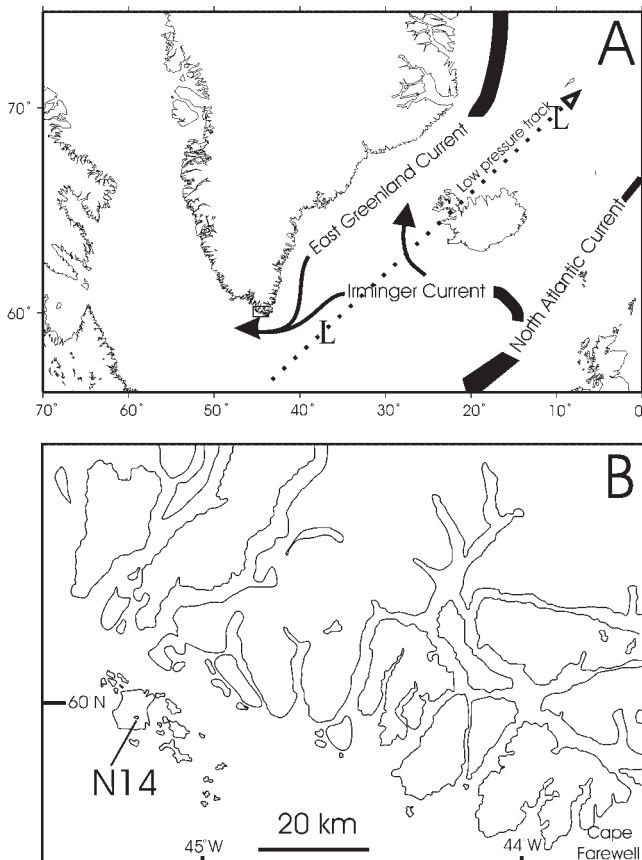 A
70°
60°
East Greenland Current
Low pressure track
L
Irminger Current
L
North Atlantic Current
70 60 50 40 30 20 10 0
B
60°N
N14
20 km
45°W
44°W
Cape
Farewell